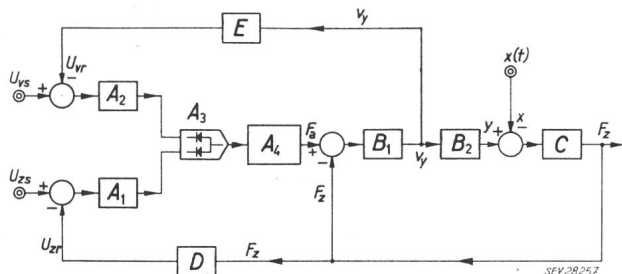 E
v_y
x(t)
U_vs
+
U_vr
−
A_2
A_3
A_4
F_a
+
−
B_1
v_y
B_2
y
+
x
−
C
F_z
U_zs
+
−
A_1
F_z
U_zr
D
F_z
SEV 28257